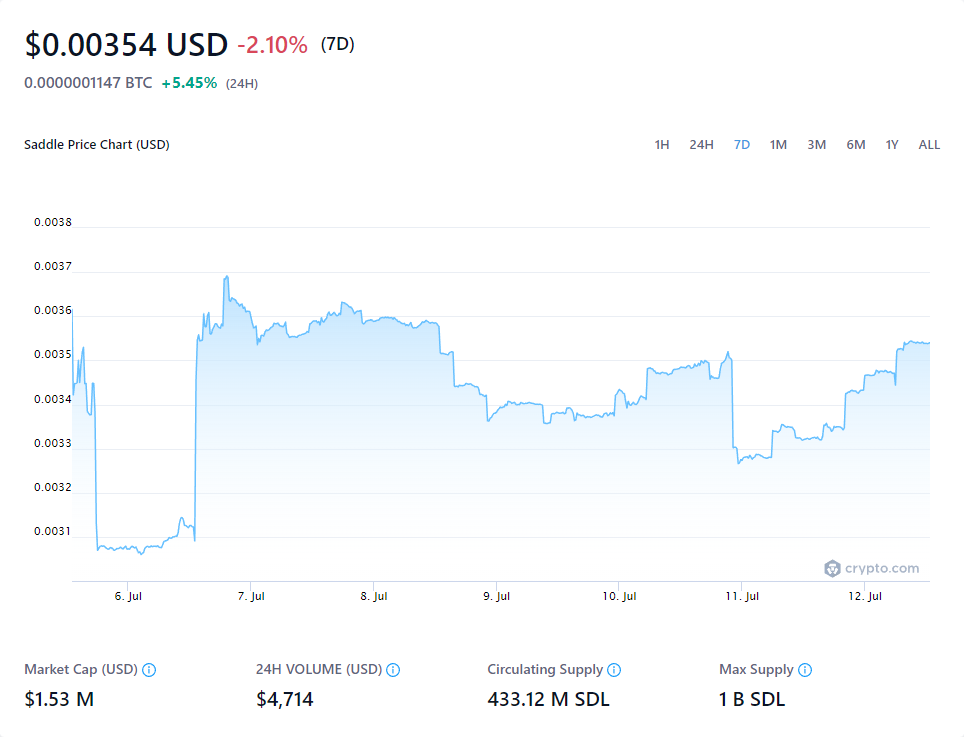 $0.00354 USD -2.10% (7D)
0.0000001147 BTC +5.45% (24H)
Saddle Price Chart (USD) 1H 24H 7D 1M 3M 6M 1Y ALL
0.0038
0.0037
0.0036
0.0035
0.0034
0.0033
0.0032
0.0031
crypto.com
6. Jul 7. Jul 8. Jul 9. Jul 10. Jul 11. Jul 12. Jul
Market Cap (USD) 24H VOLUME (USD) Circulating Supply Max Supply
$1.53 M $4,714 433.12 M SDL 1 B SDL